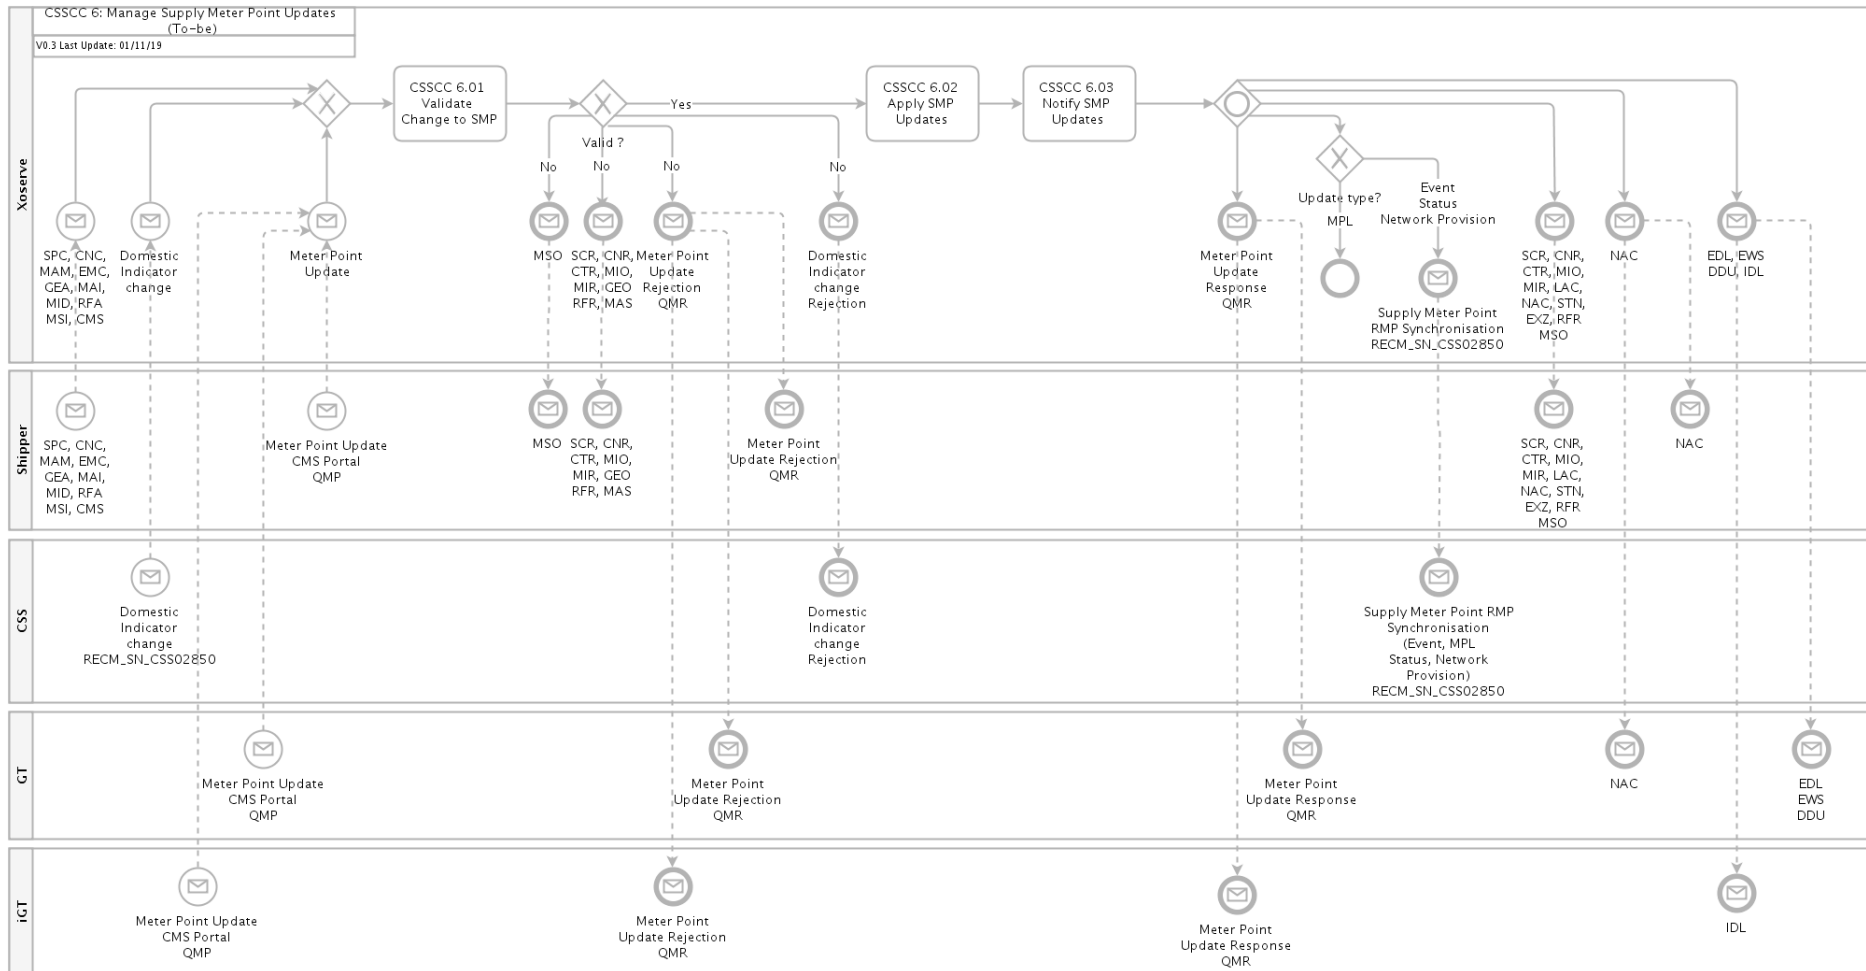 CSSCC 6: Manage Supply Meter Point Updates
(To-be)
V0.3 Last Update: 01/11/19
Xoserve
CSSCC 6.01
Validate
Change to SMP
Valid ?
Yes
No
No
No
No
CSSCC 6.02
Apply SMP
Updates
CSSCC 6.03
Notify SMP
Updates
Update type?
MPL
Event
Status
Network Provision
SPC, CNC,
MAM, EMC,
GEA, MAI,
MID, RFA
MSI, CMS
Domestic
Indicator
change
Meter Point
Update
MSO
SCR, CNR,
CTR, MIO,
MIR, GEO
RFR, MAS
Meter Point
Update
Rejection
QMR
Domestic
Indicator
change
Rejection
Meter Point
Update
Response
QMR
Supply Meter Point
RMP Synchronisation
RECM_SN_CSS02850
SCR, CNR,
CTR, MIO,
MIR, LAC,
NAC, STN,
EXZ, RFR
MSO
NAC
EDL, EWS
DDU, IDL
Shipper
SPC, CNC,
MAM, EMC,
GEA, MAI,
MID, RFA
MSI, CMS
Meter Point Update
CMS Portal
QMP
MSO
SCR, CNR,
CTR, MIO,
MIR, GEO
RFR, MAS
Meter Point
Update Rejection
QMR
SCR, CNR,
CTR, MIO,
MIR, LAC,
NAC, STN,
EXZ, RFR
MSO
NAC
CSS
Domestic
Indicator
change
RECM_SN_CSS02850
Domestic
Indicator
change
Rejection
Supply Meter Point RMP
Synchronisation
(Event, MPL
Status, Network
Provision)
RECM_SN_CSS02850
GT
Meter Point Update
CMS Portal
QMP
Meter Point
Update Rejection
QMR
Meter Point
Update Response
QMR
NAC
EDL
EWS
DDU
iGT
Meter Point Update
CMS Portal
QMP
Meter Point
Update Rejection
QMR
Meter Point
Update Response
QMR
IDL